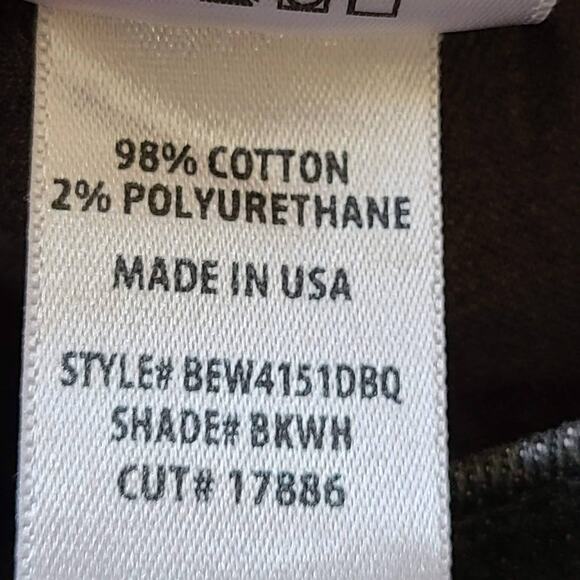 98% COTTON
2% POLYURETHANE
MADE IN USA
STYLE# BEW4151DBQ
SHADE# BKWH
CUT# 17886